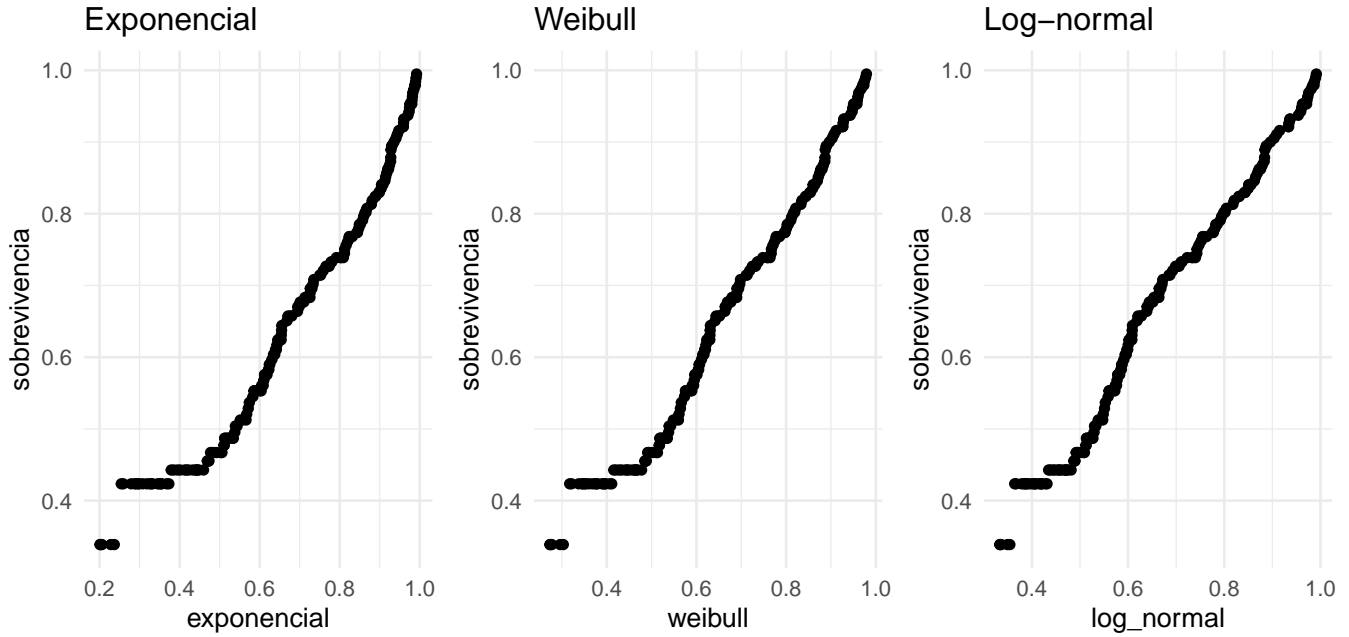 Exponencial
1.0
0.8
0.6
0.4
sobrevivencia
0.2 0.4 0.6 0.8 1.0
exponencial
Weibull
1.0
0.8
0.6
0.4
sobrevivencia
0.4 0.6 0.8 1.0
weibull
Log−normal
1.0
0.8
0.6
0.4
sobrevivencia
0.4 0.6 0.8 1.0
log_normal